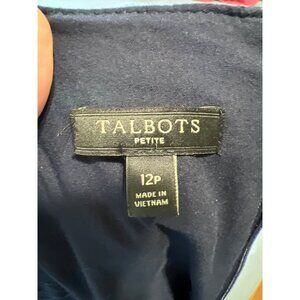 TALBOTS
PETITE
12P
MADE IN
VIETNAM